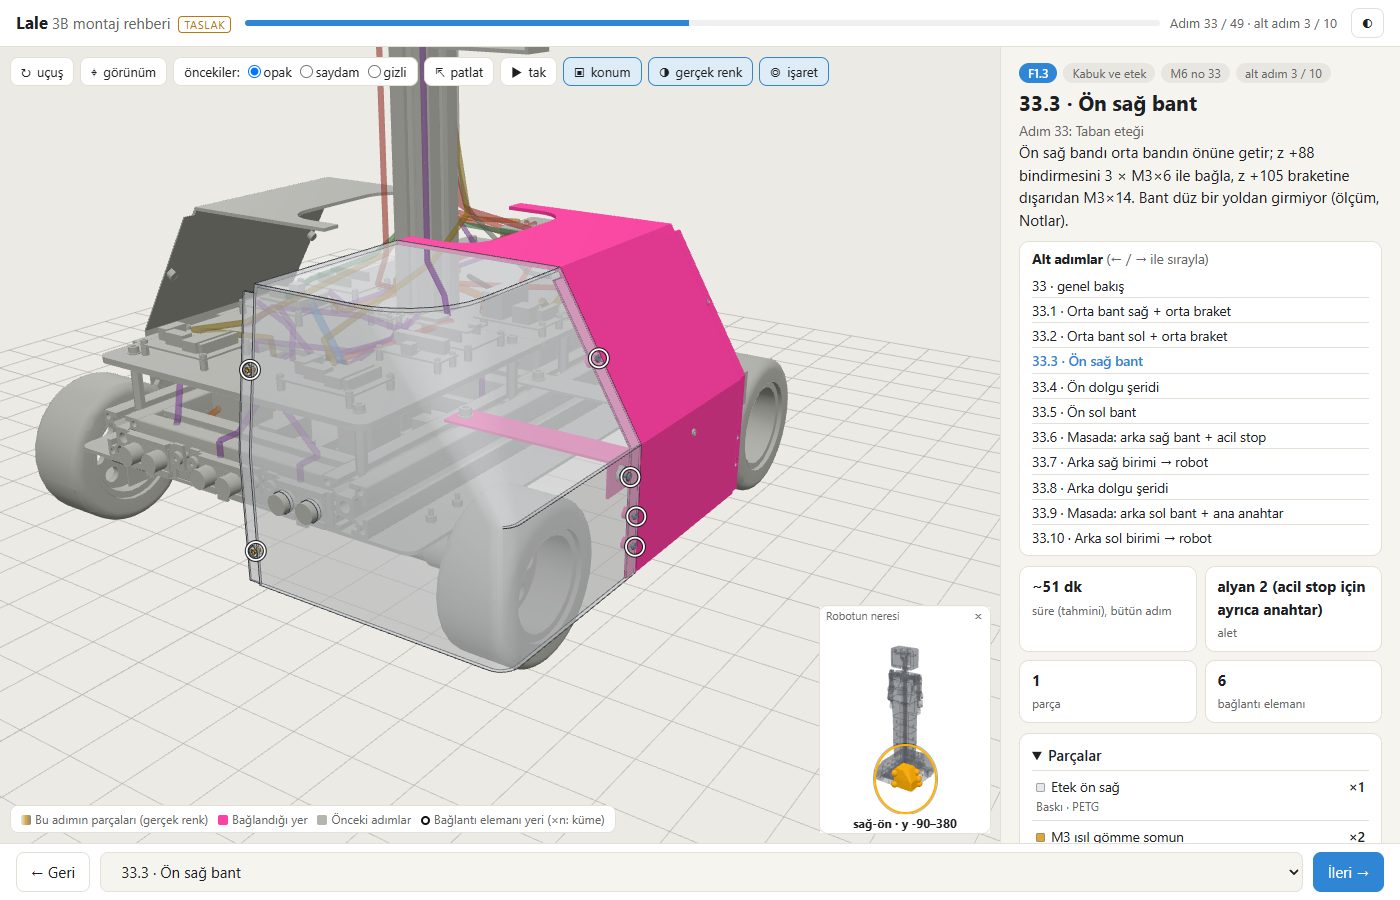 Lale 3B montaj rehberi TASLAK
Adım 33 / 49 · alt adım 3 / 10
↻ uçuş
⌖ görünüm
öncekiler: opak saydam gizli
↖ patlat
▶ tak
▣ konum
◑ gerçek renk
◎ işaret
Robotun neresi ×
sağ-ön · y -90–380
Bu adımın parçaları (gerçek renk) Bağlandığı yer Önceki adımlar Bağlantı elemanı yeri (×n: küme)
F1.3 Kabuk ve etek M6 no 33 alt adım 3 / 10
33.3 · Ön sağ bant
Adım 33: Taban eteği
Ön sağ bandı orta bandın önüne getir; z +88
bindirmesini 3 × M3×6 ile bağla, z +105 braketine
dışarıdan M3×14. Bant düz bir yoldan girmiyor (ölçüm,
Notlar).
Alt adımlar (← / → ile sırayla)
33 · genel bakış
33.1 · Orta bant sağ + orta braket
33.2 · Orta bant sol + orta braket
33.3 · Ön sağ bant
33.4 · Ön dolgu şeridi
33.5 · Ön sol bant
33.6 · Masada: arka sağ bant + acil stop
33.7 · Arka sağ birimi → robot
33.8 · Arka dolgu şeridi
33.9 · Masada: arka sol bant + ana anahtar
33.10 · Arka sol birimi → robot
~51 dk
süre (tahmini), bütün adım
alyan 2 (acil stop için
ayrıca anahtar)
alet
1
parça
6
bağlantı elemanı
▼ Parçalar
Etek ön sağ ×1
Baskı · PETG
M3 ısıl gömme somun ×2
← Geri
33.3 · Ön sağ bant
İleri →